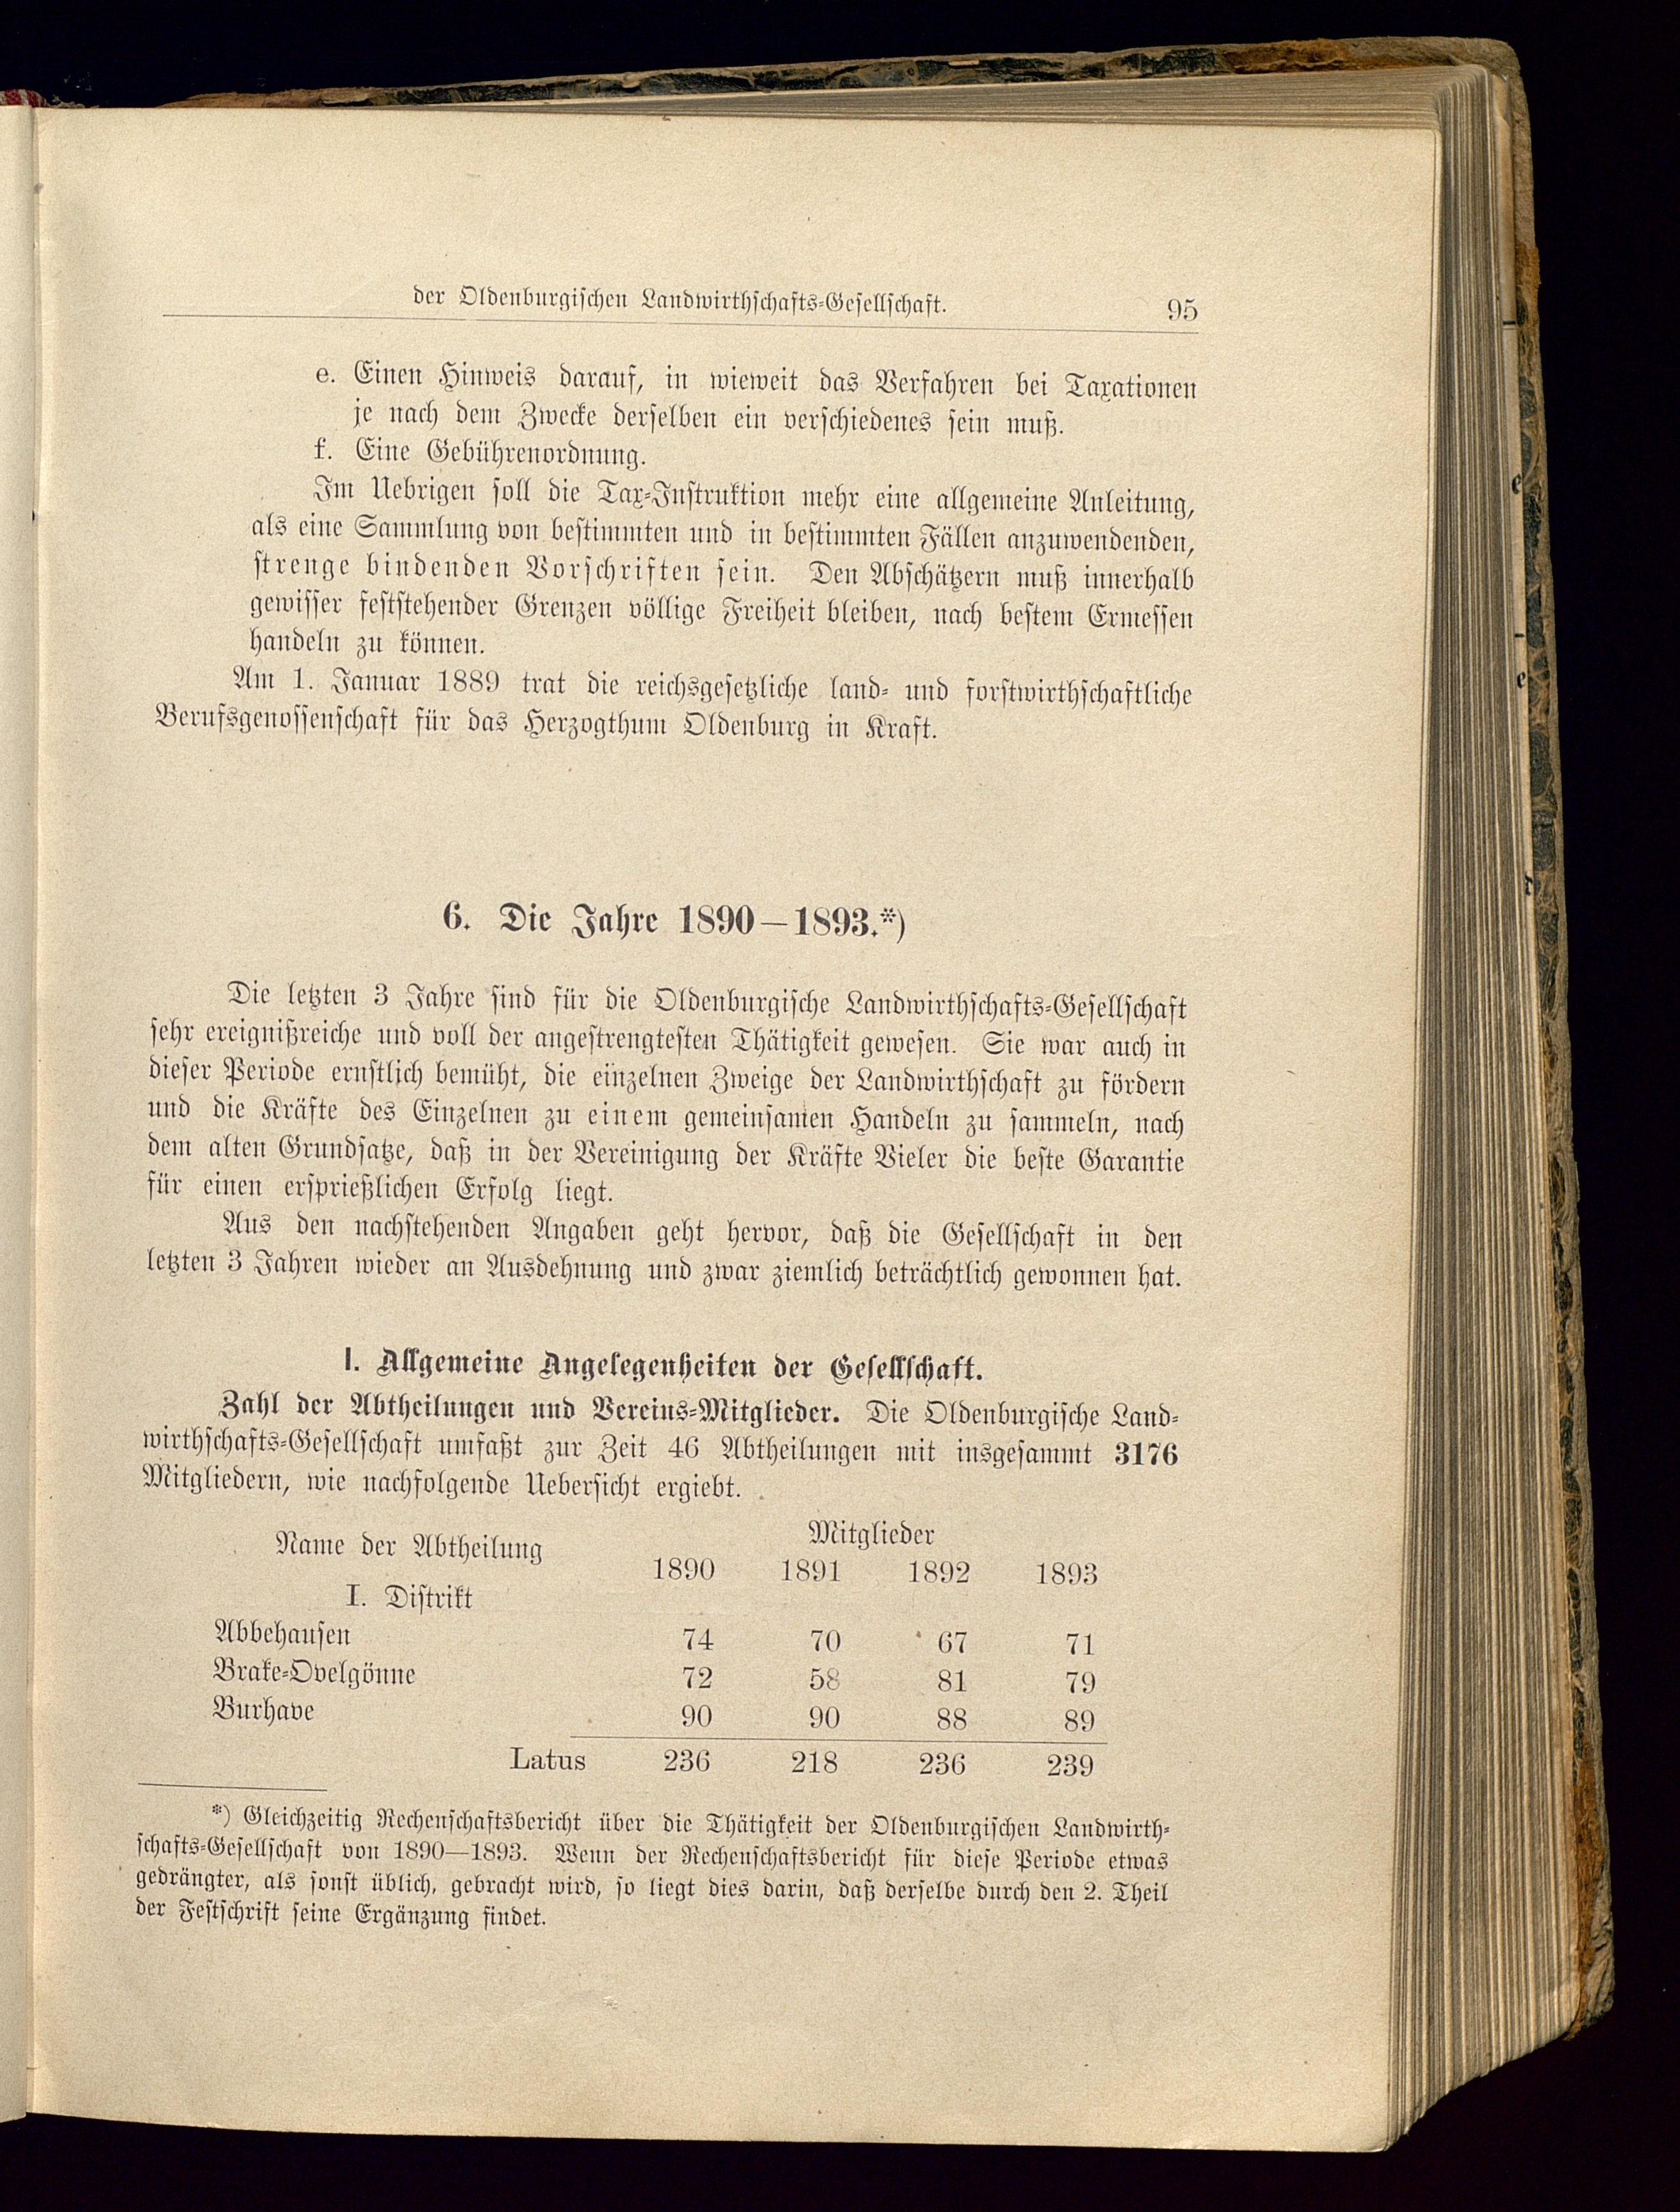 der Oldenburgischen Landwirthschafts-Gesellschaft. 95
e. Einen Hinweis darauf, in wieweit das Verfahren bei Taxationen
je nach dem Zwecke derselben ein verschiedenes sein muß.
f. Eine Gebührenordnung.
Im Uebrigen soll die Tax-Instruktion mehr eine allgemeine Anleitung,
als eine Sammlung von bestimmten und in bestimmten Fällen anzuwendenden,
strenge bindenden Vorschriften sein. Den Abschätzern muß innerhalb
gewisser feststehender Grenzen völlige Freiheit bleiben, nach bestem Ermessen
handeln zu können.
Am 1. Januar 1889 trat die reichsgesetzliche land- und forstwirthschaftliche
Berufsgenossenschaft für das Herzogthum Oldenburg in Kraft.
6. Die Jahre 1890—1893.*)
Die letzten 3 Jahre sind für die Oldenburgische Landwirthschafts-Gesellschaft
sehr ereignißreiche und voll der angestrengtesten Thätigkeit gewesen. Sie war auch in
dieser Periode ernstlich bemüht, die einzelnen Zweige der Landwirthschaft zu fördern
und die Kräfte des Einzelnen zu einem gemeinsamen Handeln zu sammeln, nach
dem alten Grundsatze, daß in der Vereinigung der Kräfte Vieler die beste Garantie
für einen ersprießlichen Erfolg liegt.
Aus den nachstehenden Angaben geht hervor, daß die Gesellschaft in den
letzten 3 Jahren wieder an Ausdehnung und zwar ziemlich beträchtlich gewonnen hat.
I. Allgemeine Angelegenheiten der Gesellschaft.
Zahl der Abtheilungen und Vereins-Mitglieder. Die Oldenburgische Land-
wirthschafts-Gesellschaft umfaßt zur Zeit 46 Abtheilungen mit insgesammt 3176
Mitgliedern, wie nachfolgende Uebersicht ergiebt.
Name der Abtheilung Mitglieder
1890 1891 1892 1893
I. Distrikt
Abbehausen 74 70 67 71
Brake-Ovelgönne 72 58 81 79
Burhave 90 90 88 89
Latus 236 218 236 239
*) Gleichzeitig Rechenschaftsbericht über die Thätigkeit der Oldenburgischen Landwirth-
schafts-Gesellschaft von 1890—1893. Wenn der Rechenschaftsbericht für diese Periode etwas
gedrängter, als sonst üblich, gebracht wird, so liegt dies darin, daß derselbe durch den 2. Theil
der Festschrift seine Ergänzung findet.